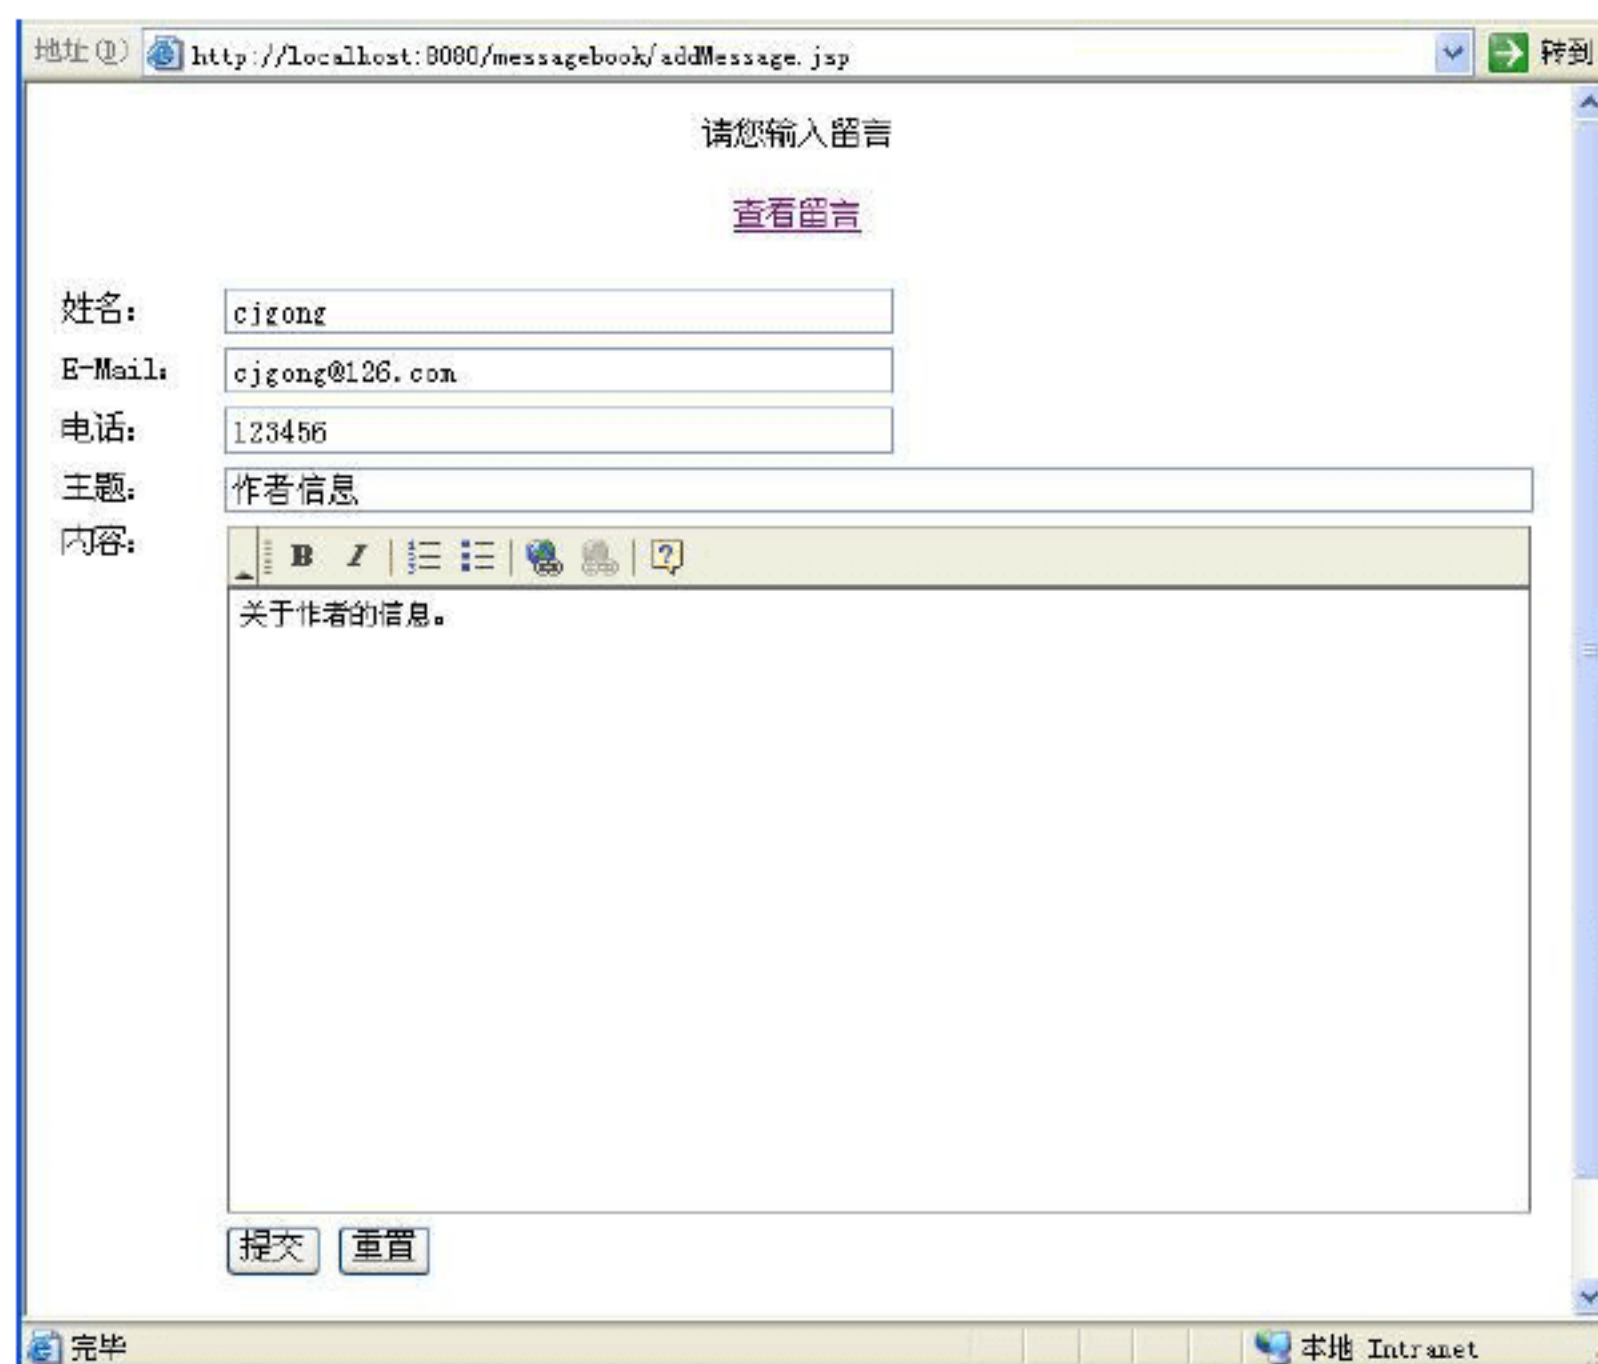 地址(D) http://localhost:8080/messagebook/addMessage.jsp 转到
请您输入留言
查看留言
姓名： cjgong
E-Mail： cjgong@126.com
电话： 123456
主题： 作者信息
内容：
B I
关于作者的信息。
提交 重置
完毕 本地 Intranet